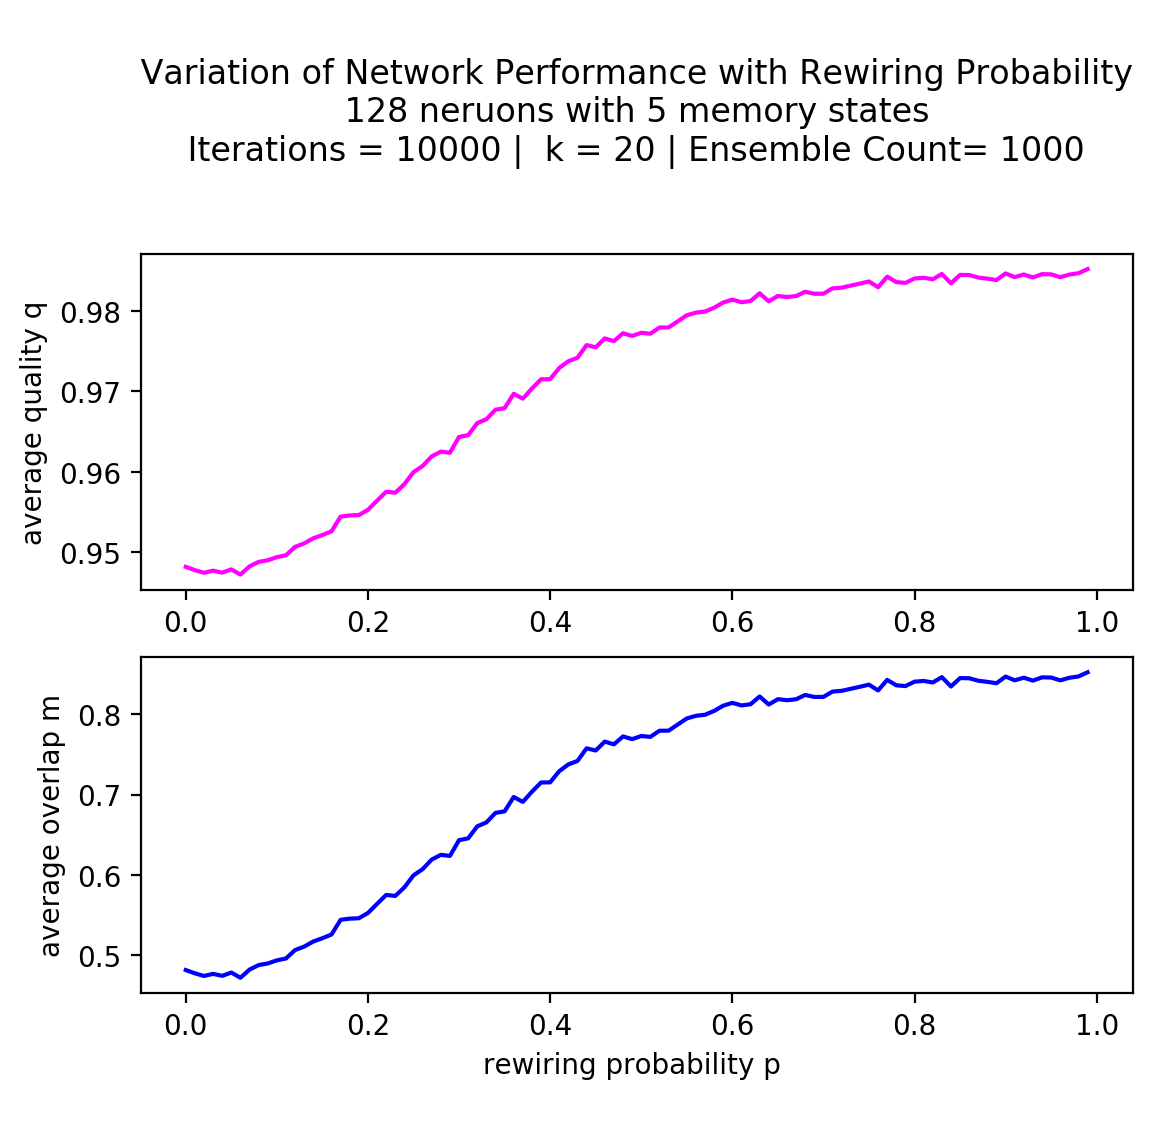 Variation of Network Performance with Rewiring Probability
128 neruons with 5 memory states
Iterations = 10000 |  k = 20 | Ensemble Count= 1000
average quality q
0.98
0.97
0.96
0.95
0.0 0.2 0.4 0.6 0.8 1.0
average overlap m
0.8
0.7
0.6
0.5
0.0 0.2 0.4 0.6 0.8 1.0
rewiring probability p